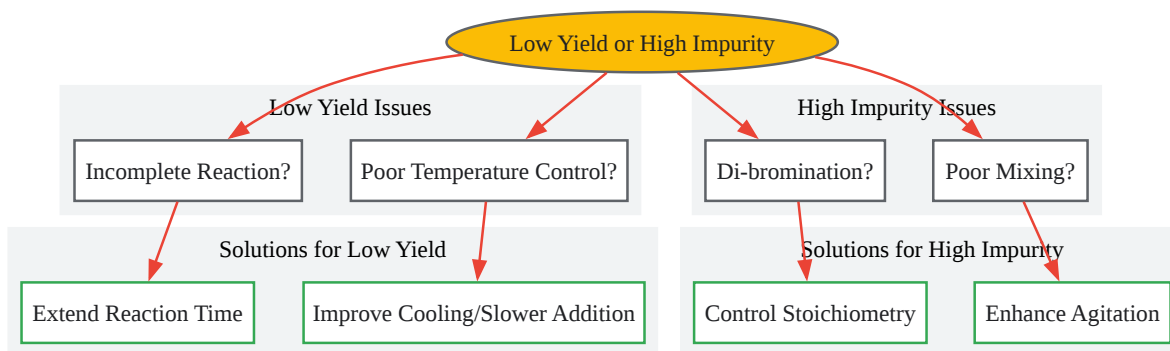 Low Yield or High Impurity
Low Yield Issues
High Impurity Issues
Incomplete Reaction?
Poor Temperature Control?
Di-bromination?
Poor Mixing?
Solutions for Low Yield
Solutions for High Impurity
Extend Reaction Time
Improve Cooling/Slower Addition
Control Stoichiometry
Enhance Agitation